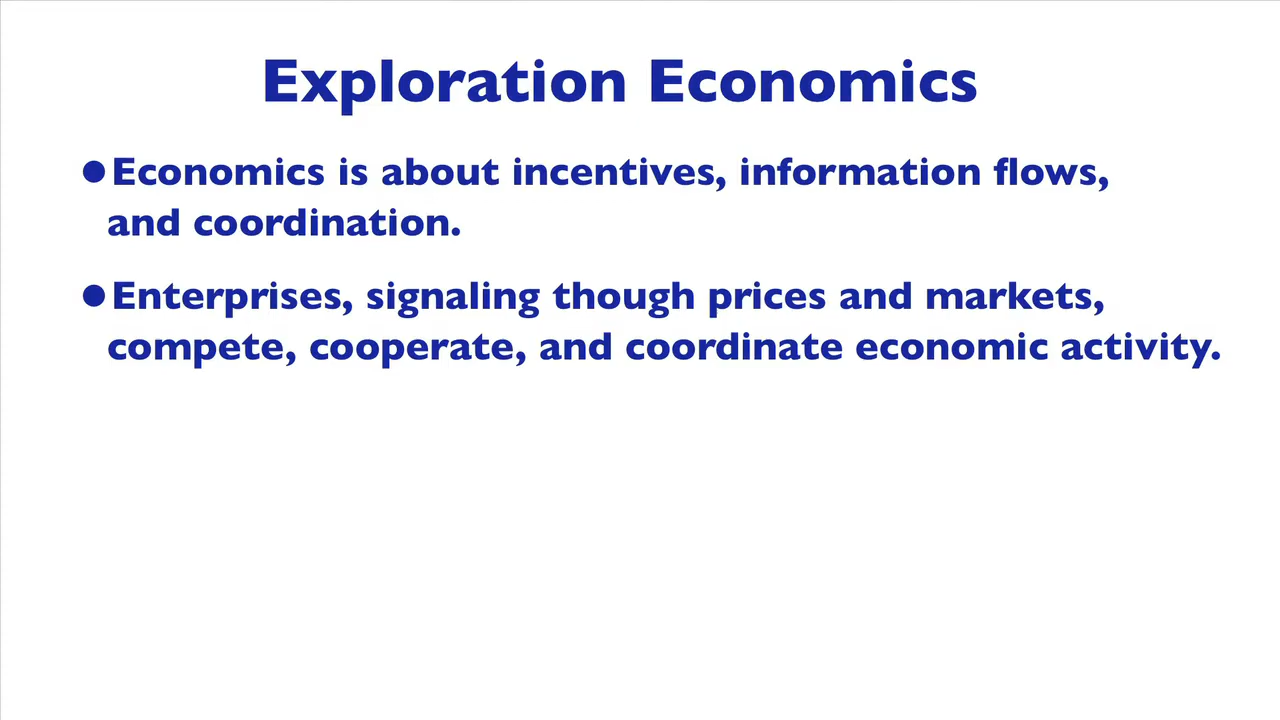 Exploration Economics
●Economics is about incentives, information flows,
and coordination.
●Enterprises, signaling though prices and markets,
compete, cooperate, and coordinate economic activity.